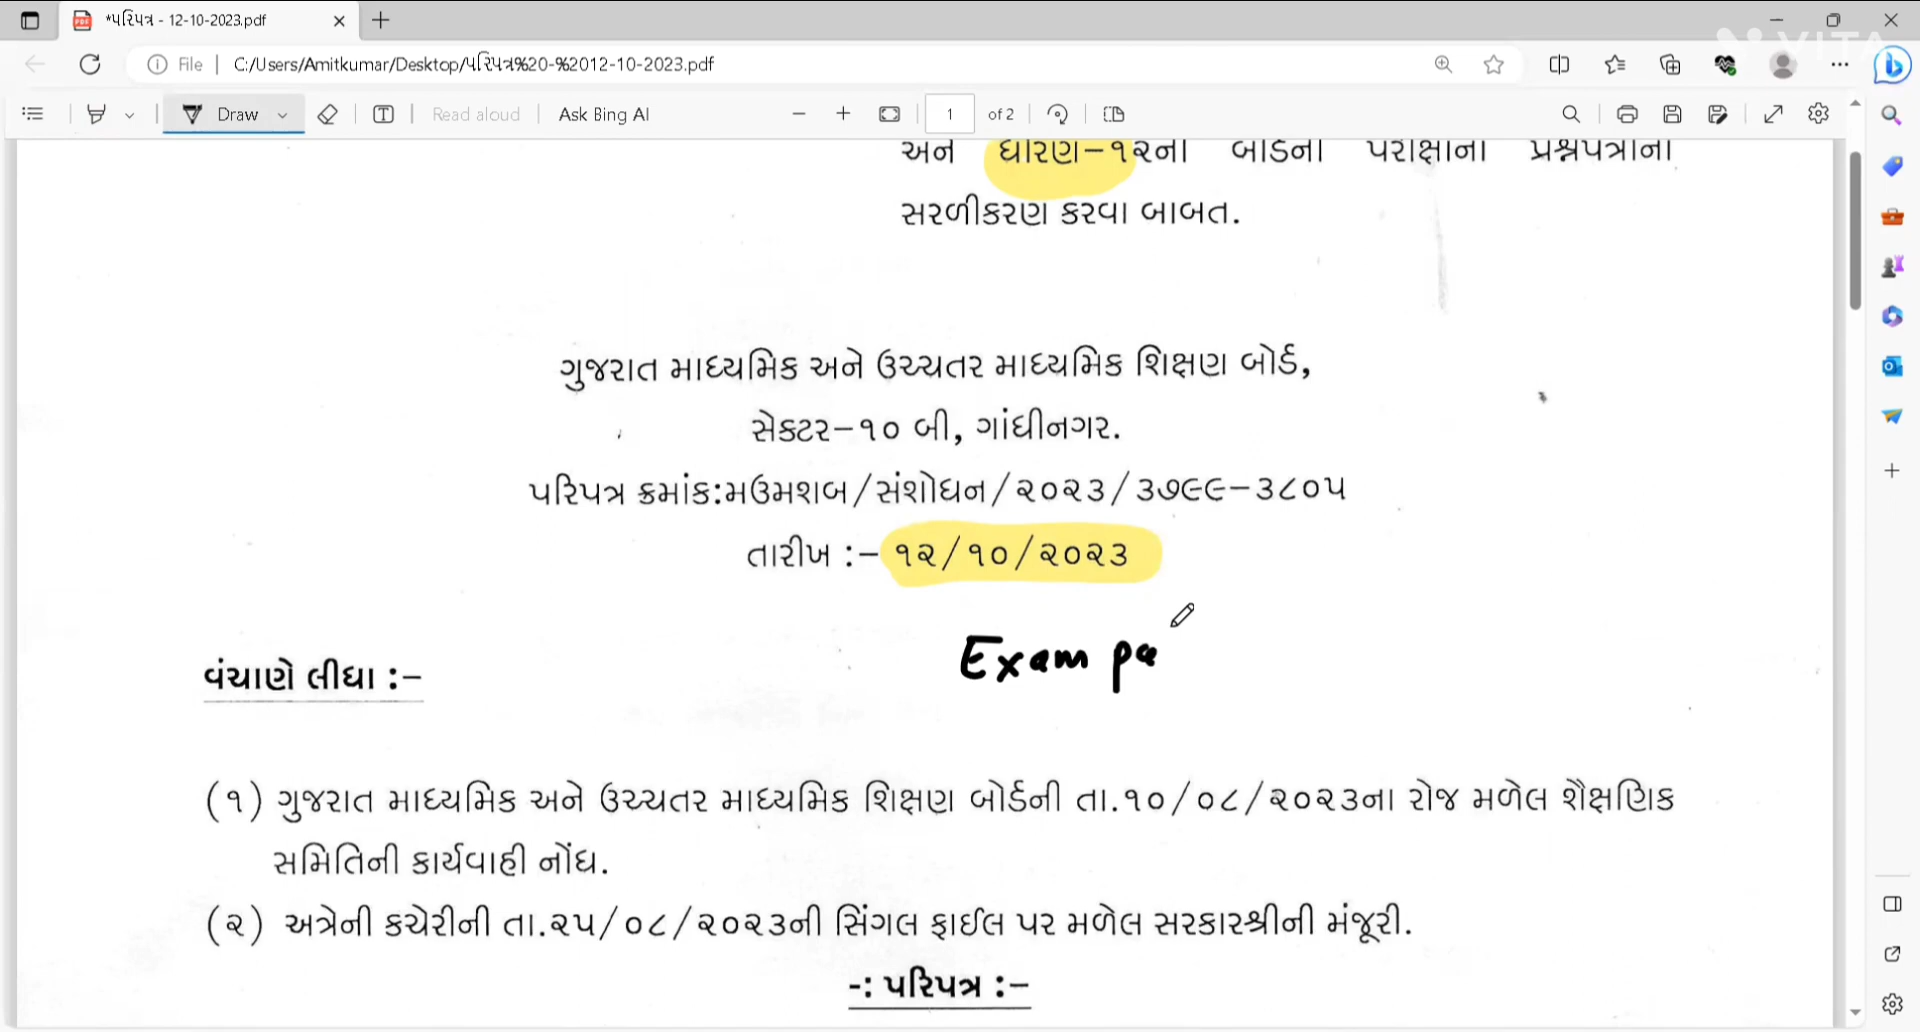 *પરિપત્ર - 12-10-2023.pdf
VITA
File
C:/Users/Amitkumar/Desktop/પરિપત્ર%20-%2012-10-2023.pdf
Draw
Read aloud
Ask Bing AI
1
of 2
અને ધોરણ-૧૨ની બોર્ડની પરીક્ષાના પ્રશ્નપત્રોના
સરળીકરણ કરવા બાબત.
ગુજરાત માધ્યમિક અને ઉચ્ચતર માધ્યમિક શિક્ષણ બોર્ડ,
સેક્ટર-૧૦ બી, ગાંધીનગર.
પરિપત્ર ક્રમાંક:મઉમશબ/સંશોધન/૨૦૨૩/૩૭૯૯-૩૮૦૫
તારીખ :- ૧૨/૧૦/૨૦૨૩
Exam pa
વંચાણે લીધા :-
(૧) ગુજરાત માધ્યમિક અને ઉચ્ચતર માધ્યમિક શિક્ષણ બોર્ડની તા.૧૦/૦૮/૨૦૨૩ના રોજ મળેલ શૈક્ષણિક
સમિતિની કાર્યવાહી નોંધ.
(૨) અત્રેની કચેરીની તા.૨૫/૦૮/૨૦૨૩ની સિંગલ ફાઈલ પર મળેલ સરકારશ્રીની મંજૂરી.
-: પરિપત્ર :-